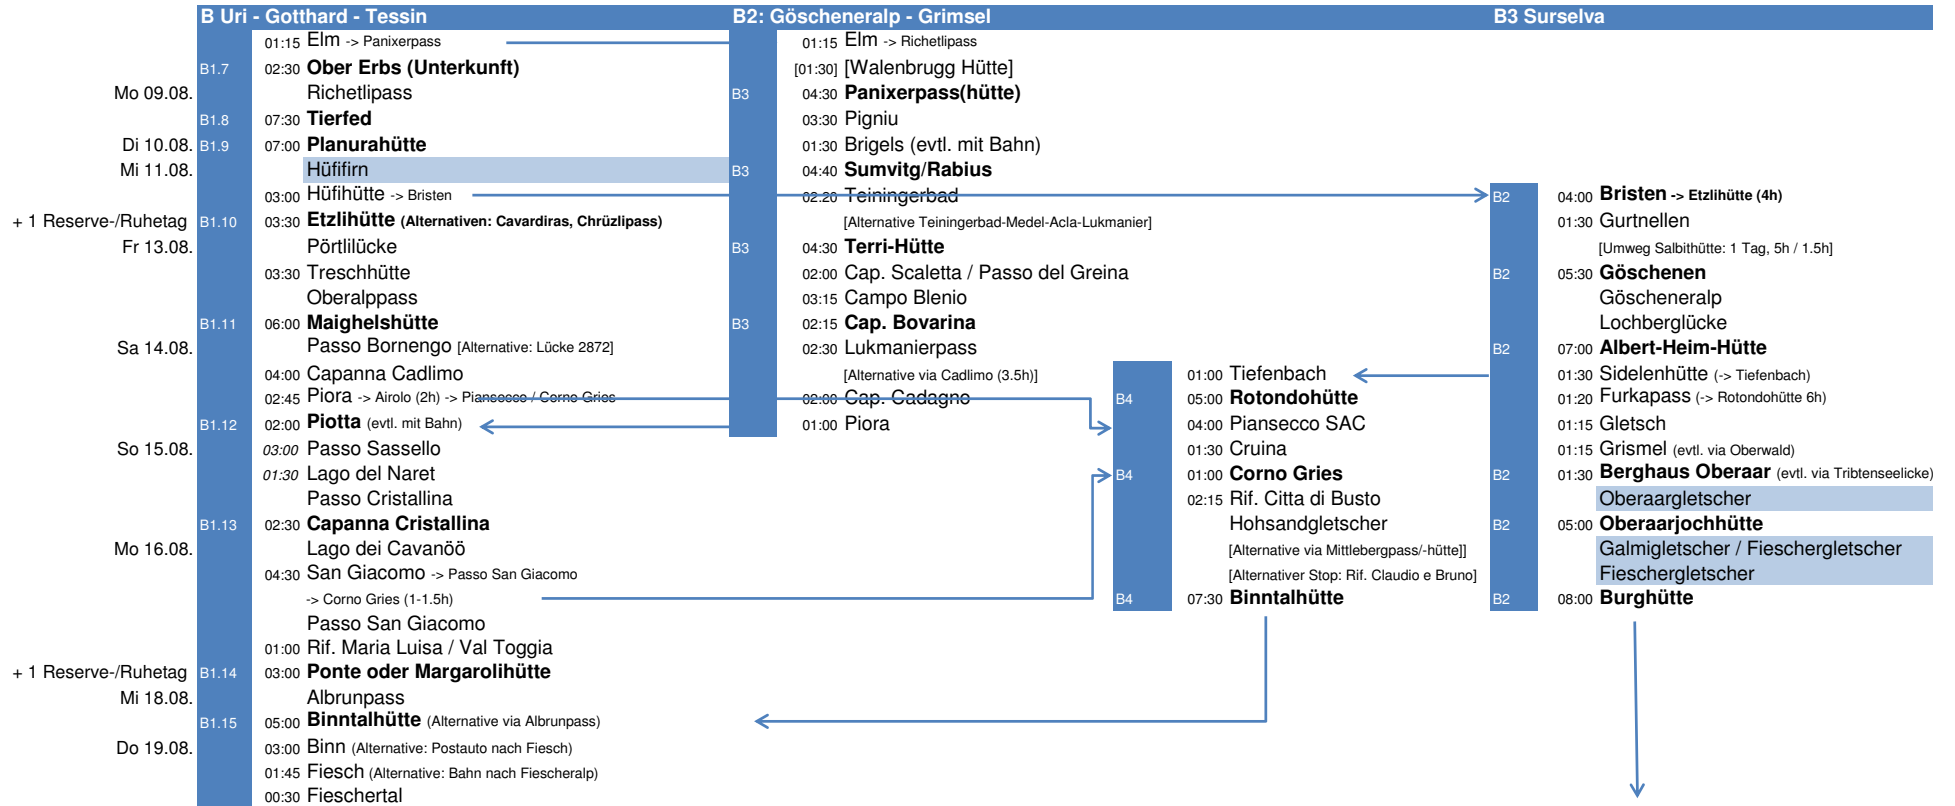 B Uri - Gotthard - Tessin
B2: Göscheneralp - Grimsel
B3 Surselva
01:15 Elm -> Panixerpass
B1.7 02:30 Ober Erbs (Unterkunft)
Mo 09.08. Richetlipass
B1.8 07:30 Tierfed
Di 10.08. B1.9 07:00 Planurahütte
Mi 11.08. Hüfifirn
03:00 Hüfihütte -> Bristen
+ 1 Reserve-/Ruhetag B1.10 03:30 Etzlihütte (Alternativen: Cavardiras, Chrüzlipass)
Fr 13.08. Pörtlilücke
03:30 Treschhütte
Oberalppass
B1.11 06:00 Maighelshütte
Sa 14.08. Passo Bornengo [Alternative: Lücke 2872]
04:00 Capanna Cadlimo
02:45 Piora -> Airolo (2h) -> Piansecco / Corno Gries
B1.12 02:00 Piotta (evtl. mit Bahn)
So 15.08. 03:00 Passo Sassello
01:30 Lago del Naret
Passo Cristallina
B1.13 02:30 Capanna Cristallina
Mo 16.08. Lago dei Cavanöö
04:30 San Giacomo -> Passo San Giacomo
-> Corno Gries (1-1.5h)
Passo San Giacomo
01:00 Rif. Maria Luisa / Val Toggia
+ 1 Reserve-/Ruhetag B1.14 03:00 Ponte oder Margarolihütte
Mi 18.08. Albrunpass
B1.15 05:00 Binntalhütte (Alternative via Albrunpass)
Do 19.08. 03:00 Binn (Alternative: Postauto nach Fiesch)
01:45 Fiesch (Alternative: Bahn nach Fiescheralp)
00:30 Fieschertal
01:15 Elm -> Richetlipass
[01:30] [Walenbrugg Hütte]
B3 04:30 Panixerpass(hütte)
03:30 Pigniu
01:30 Brigels (evtl. mit Bahn)
B3 04:40 Sumvitg/Rabius
02:20 Teiningerbad
[Alternative Teiningerbad-Medel-Acla-Lukmanier]
B3 04:30 Terri-Hütte
02:00 Cap. Scaletta / Passo del Greina
03:15 Campo Blenio
B3 02:15 Cap. Bovarina
02:30 Lukmanierpass
[Alternative via Cadlimo (3.5h)]
02:00 Cap. Cadagno
01:00 Piora
01:00 Tiefenbach
B4 05:00 Rotondohütte
04:00 Piansecco SAC
01:30 Cruina
B4 01:00 Corno Gries
02:15 Rif. Citta di Busto
Hohsandgletscher
[Alternative via Mittlebergpass/-hütte]]
[Alternativer Stop: Rif. Claudio e Bruno]
B4 07:30 Binntalhütte
B2 04:00 Bristen -> Etzlihütte (4h)
01:30 Gurtnellen
[Umweg Salbithütte: 1 Tag, 5h / 1.5h]
B2 05:30 Göschenen
Göscheneralp
Lochberglücke
B2 07:00 Albert-Heim-Hütte
01:30 Sidelenhütte (-> Tiefenbach)
01:20 Furkapass (-> Rotondohütte 6h)
01:15 Gletsch
01:15 Grismel (evtl. via Oberwald)
B2 01:30 Berghaus Oberaar (evtl. via Tribtenseelicke)
Oberaargletscher
B2 05:00 Oberaarjochhütte
Galmigletscher / Fieschergletscher
Fieschergletscher
B2 08:00 Burghütte